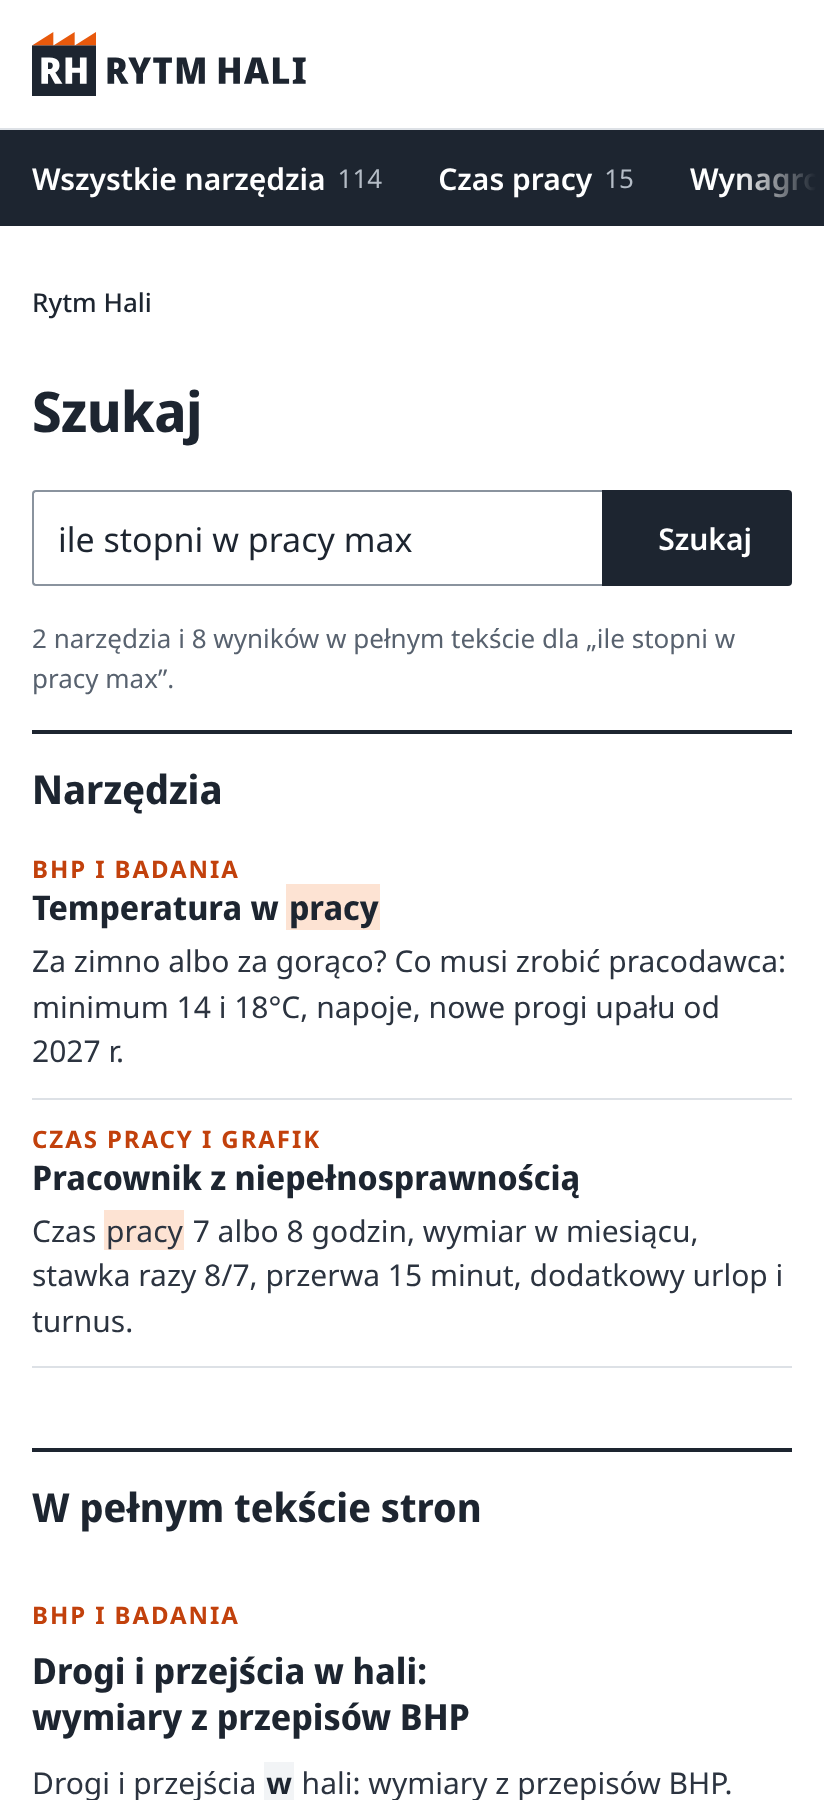 RH RYTM HALI
Wszystkie narzędzia 114 Czas pracy 15
Rytm Hali
Szukaj
ile stopni w pracy max Szukaj
2 narzędzia i 8 wyników w pełnym tekście dla „ile stopni w
pracy max”.
Narzędzia
BHP I BADANIA
Temperatura w pracy
Za zimno albo za gorąco? Co musi zrobić pracodawca:
minimum 14 i 18°C, napoje, nowe progi upału od
2027 r.
CZAS PRACY I GRAFIK
Pracownik z niepełnosprawnością
Czas pracy 7 albo 8 godzin, wymiar w miesiącu,
stawka razy 8/7, przerwa 15 minut, dodatkowy urlop i
turnus.
W pełnym tekście stron
BHP I BADANIA
Drogi i przejścia w hali:
wymiary z przepisów BHP
Drogi i przejścia w hali: wymiary z przepisów BHP.